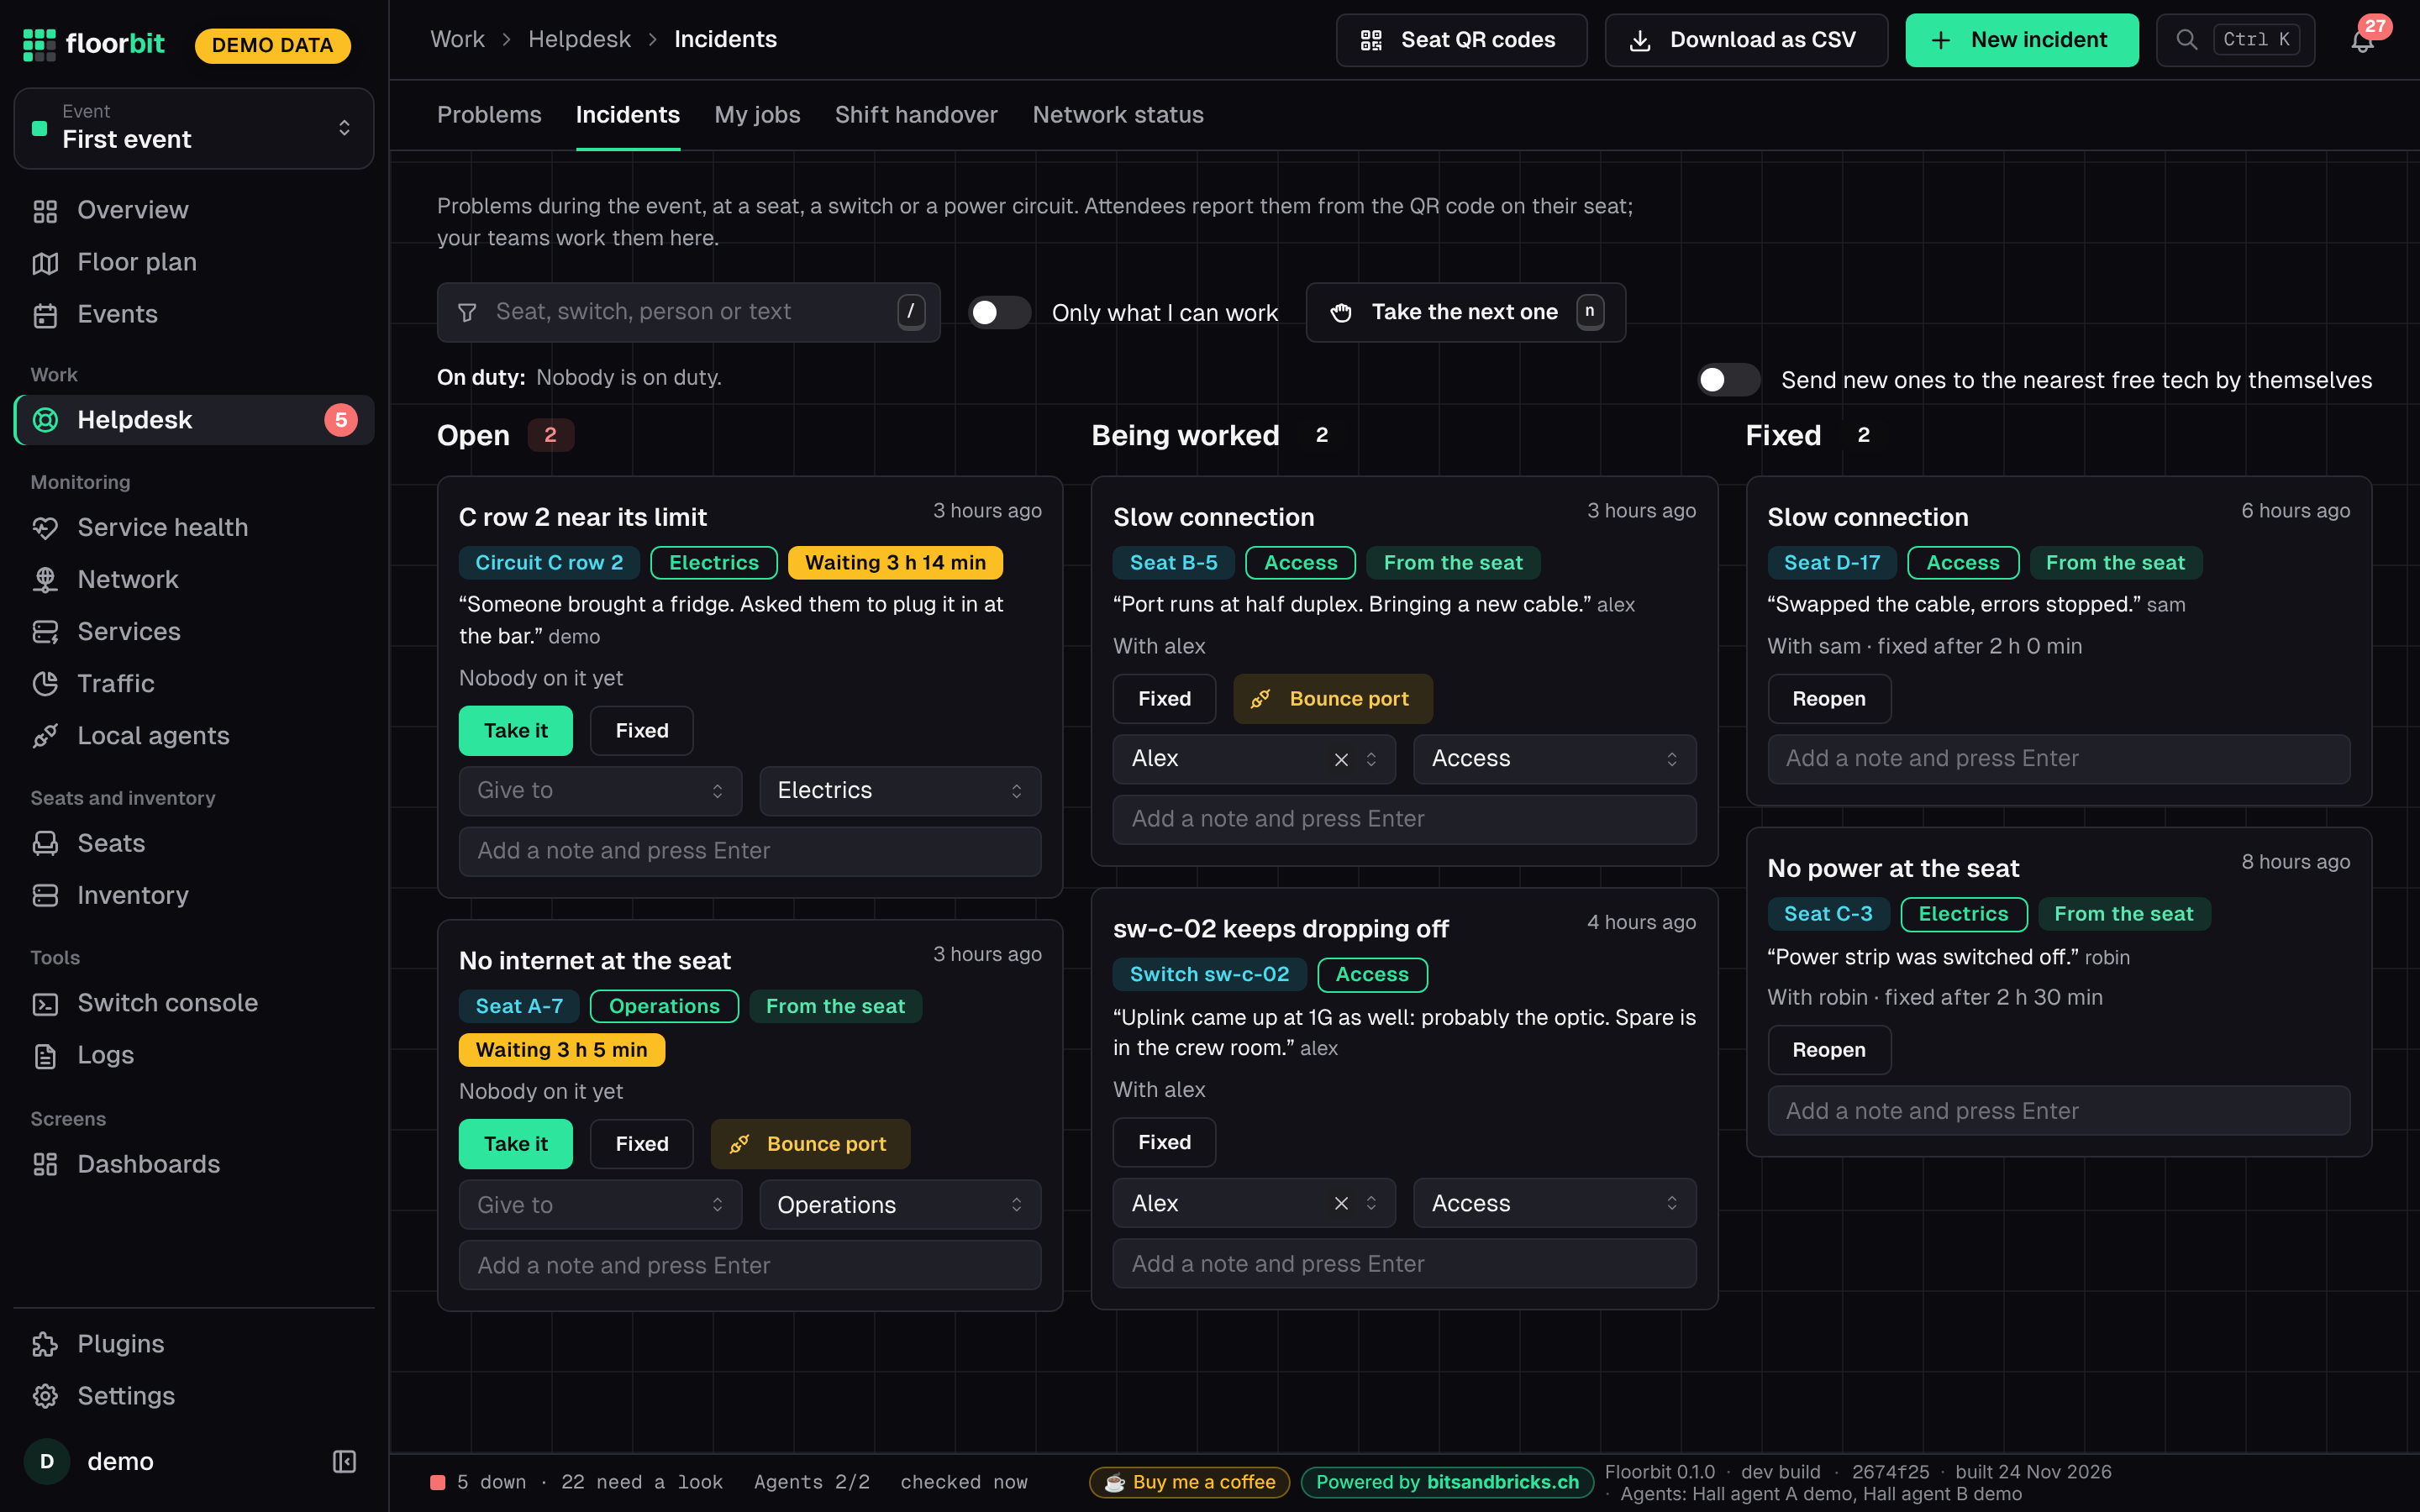 floorbit
DEMO DATA
Event
First event
Overview
Floor plan
Events
Work
Helpdesk 5
Monitoring
Service health
Network
Services
Traffic
Local agents
Seats and inventory
Seats
Inventory
Tools
Switch console
Logs
Screens
Dashboards
Plugins
Settings
D demo
Work > Helpdesk > Incidents
Seat QR codes
Download as CSV
+ New incident
Ctrl K
27
Problems Incidents My jobs Shift handover Network status
Problems during the event, at a seat, a switch or a power circuit. Attendees report them from the QR code on their seat;
your teams work them here.
Seat, switch, person or text /
Only what I can work
Take the next one n
On duty: Nobody is on duty.
Send new ones to the nearest free tech by themselves
Open 2
C row 2 near its limit 3 hours ago
Circuit C row 2 Electrics Waiting 3 h 14 min
“Someone brought a fridge. Asked them to plug it in at
the bar.” demo
Nobody on it yet
Take it Fixed
Give to Electrics
Add a note and press Enter
No internet at the seat 3 hours ago
Seat A-7 Operations From the seat
Waiting 3 h 5 min
Nobody on it yet
Take it Fixed Bounce port
Give to Operations
Add a note and press Enter
Being worked 2
Slow connection 3 hours ago
Seat B-5 Access From the seat
“Port runs at half duplex. Bringing a new cable.” alex
With alex
Fixed Bounce port
Alex Access
Add a note and press Enter
sw-c-02 keeps dropping off 4 hours ago
Switch sw-c-02 Access
“Uplink came up at 1G as well: probably the optic. Spare is
in the crew room.” alex
With alex
Fixed
Alex Access
Add a note and press Enter
Fixed 2
Slow connection 6 hours ago
Seat D-17 Access From the seat
“Swapped the cable, errors stopped.” sam
With sam · fixed after 2 h 0 min
Reopen
Add a note and press Enter
No power at the seat 8 hours ago
Seat C-3 Electrics From the seat
“Power strip was switched off.” robin
With robin · fixed after 2 h 30 min
Reopen
Add a note and press Enter
5 down · 22 need a look Agents 2/2 checked now
Buy me a coffee
Powered by bitsandbricks.ch
Floorbit 0.1.0 · dev build · 2674f25 · built 24 Nov 2026
· Agents: Hall agent A demo, Hall agent B demo